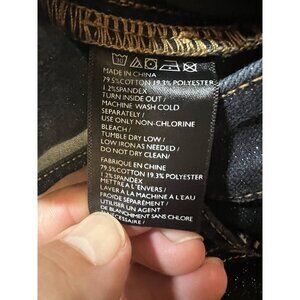 MADE IN CHINA
79.5%COTTON 19.3% POLYESTER
1.2%SPANDEX
TURN INSIDE OUT /
MACHINE WASH COLD
SEPARATELY /
USE ONLY NON-CHLORINE
BLEACH /
TUMBLE DRY LOW /
LOW IRON AS NEEDED /
DO NOT DRY CLEAN/
FABRIQUE EN CHINE
79.5%COTTON 19.3% POLYESTER
1.2%SPANDEX
METTRE A L'ENVERS /
LAVER À LA MACHINE A L'EAU
FROIDE SÉPARÉMENT /
UTILISER UN AGENT
DE BLANCHIMENT SANS CHLORE
NÉCESSAIRE /